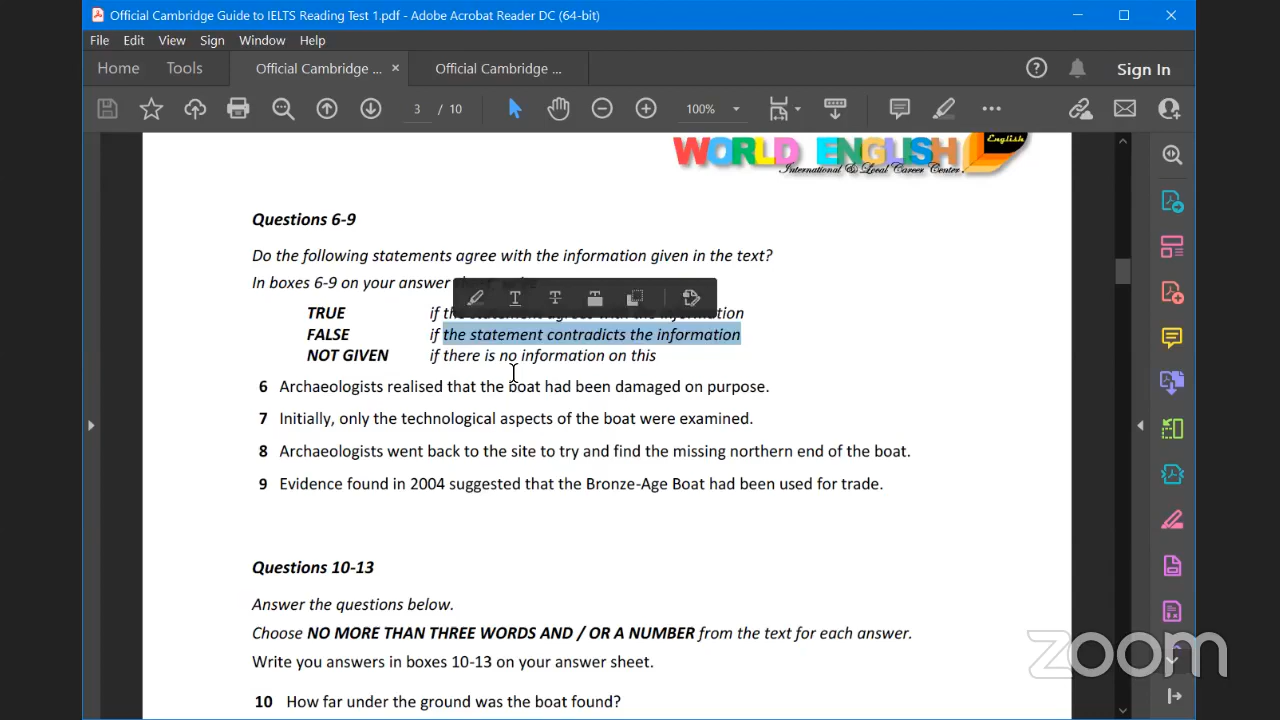 Official Cambridge Guide to IELTS Reading Test 1.pdf - Adobe Acrobat Reader DC (64-bit)
File Edit View Sign Window Help
Home Tools Official Cambridge ... × Official Cambridge ... Sign In
3 / 10 100%
English
WORLD ENGLISH
International & Local Career Center.
Questions 6-9
Do the following statements agree with the information given in the text?
In boxes 6-9 on your answer
TRUE if the statement agrees with the information
FALSE if the statement contradicts the information
NOT GIVEN if there is no information on this
6 Archaeologists realised that the boat had been damaged on purpose.
7 Initially, only the technological aspects of the boat were examined.
8 Archaeologists went back to the site to try and find the missing northern end of the boat.
9 Evidence found in 2004 suggested that the Bronze-Age Boat had been used for trade.
Questions 10-13
Answer the questions below.
Choose NO MORE THAN THREE WORDS AND / OR A NUMBER from the text for each answer.
Write you answers in boxes 10-13 on your answer sheet.
10 How far under the ground was the boat found?
zoom